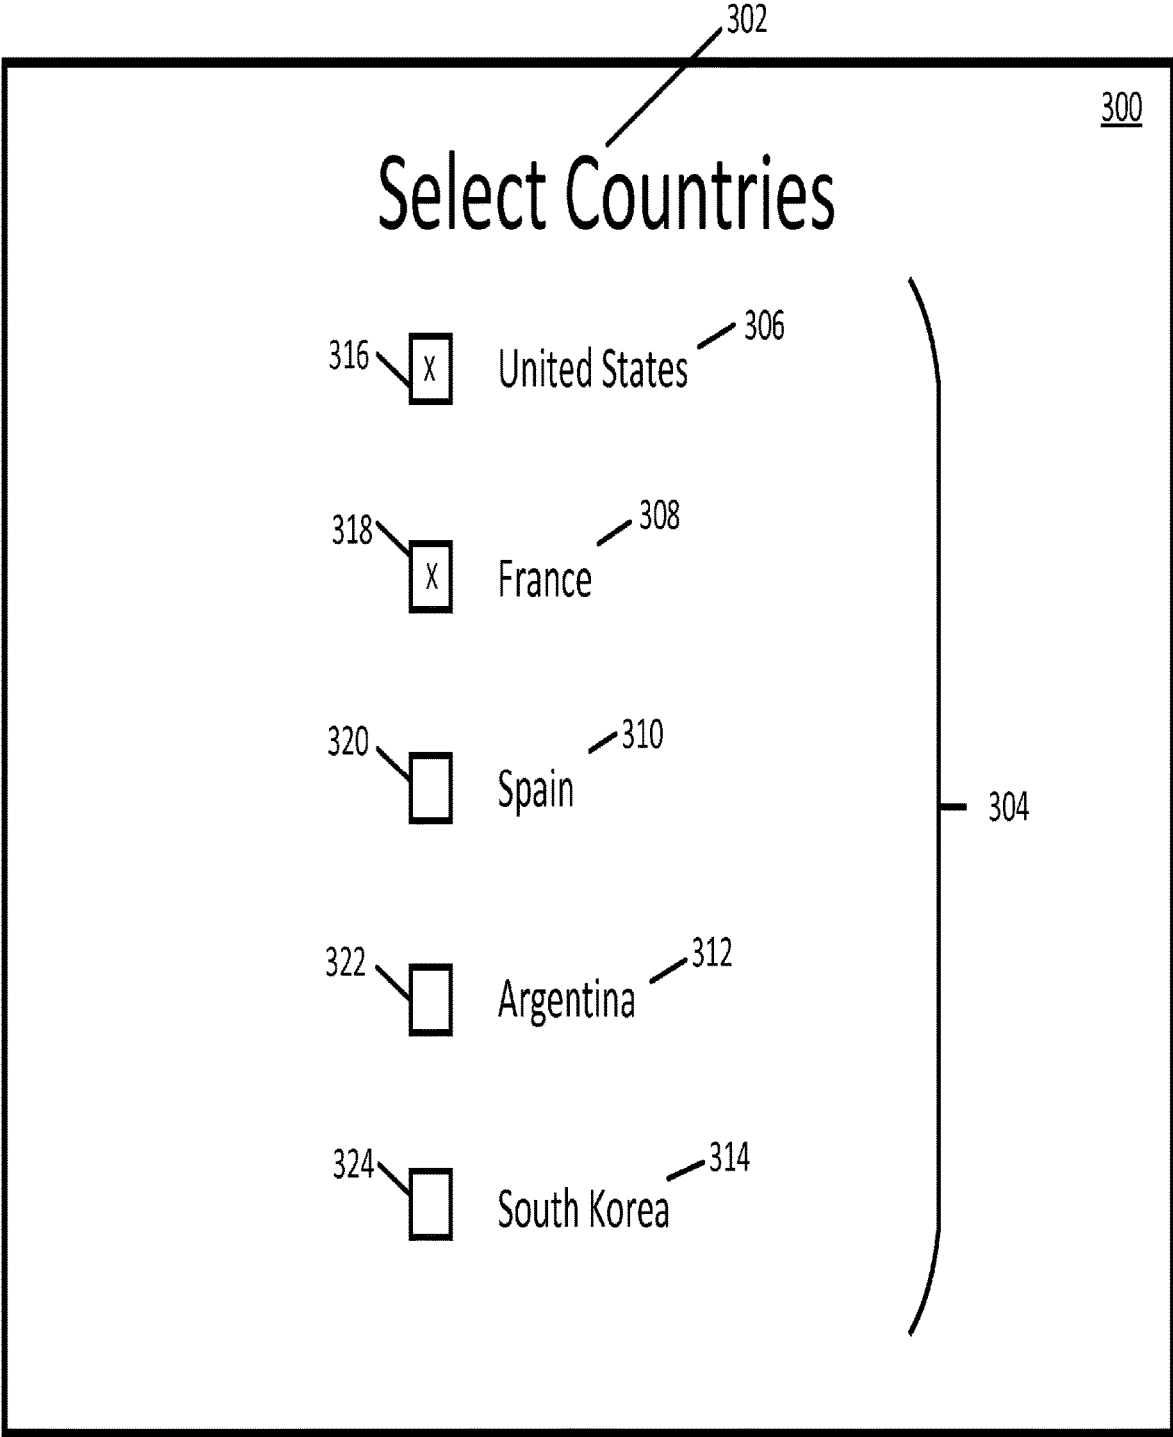 302
300
Select Countries
316 X United States 306
318 X France 308
320 Spain 310
304
322 Argentina 312
324 South Korea 314